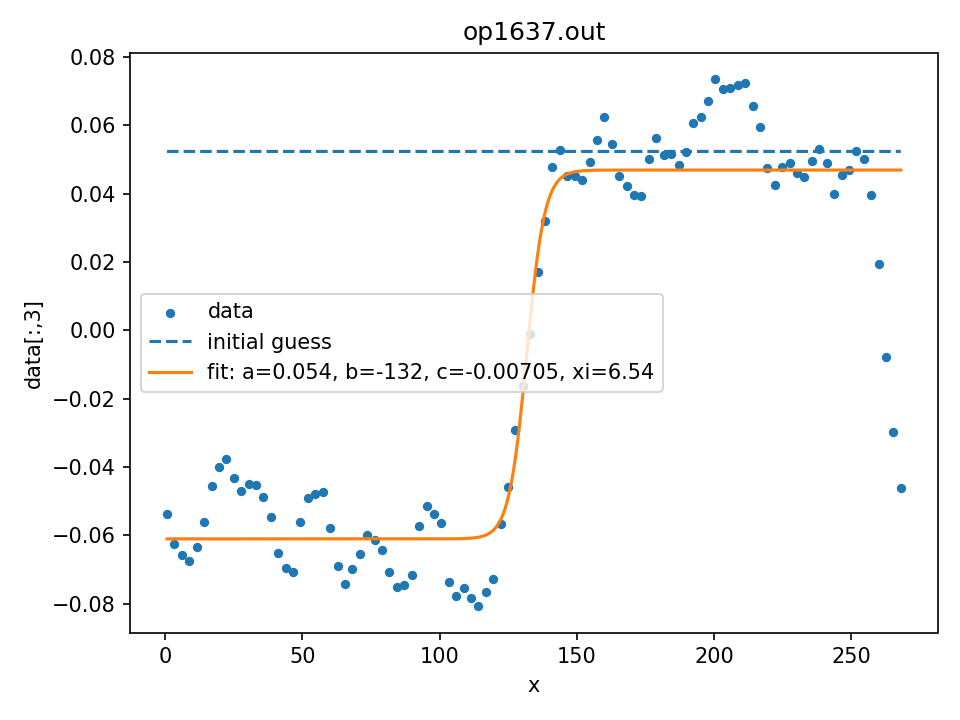 op1637.out
0.08
0.06
0.04
0.02
0.00
−0.02
−0.04
−0.06
−0.08
data[:,3]
data
initial guess
fit: a=0.054, b=-132, c=-0.00705, xi=6.54
0 50 100 150 200 250
x